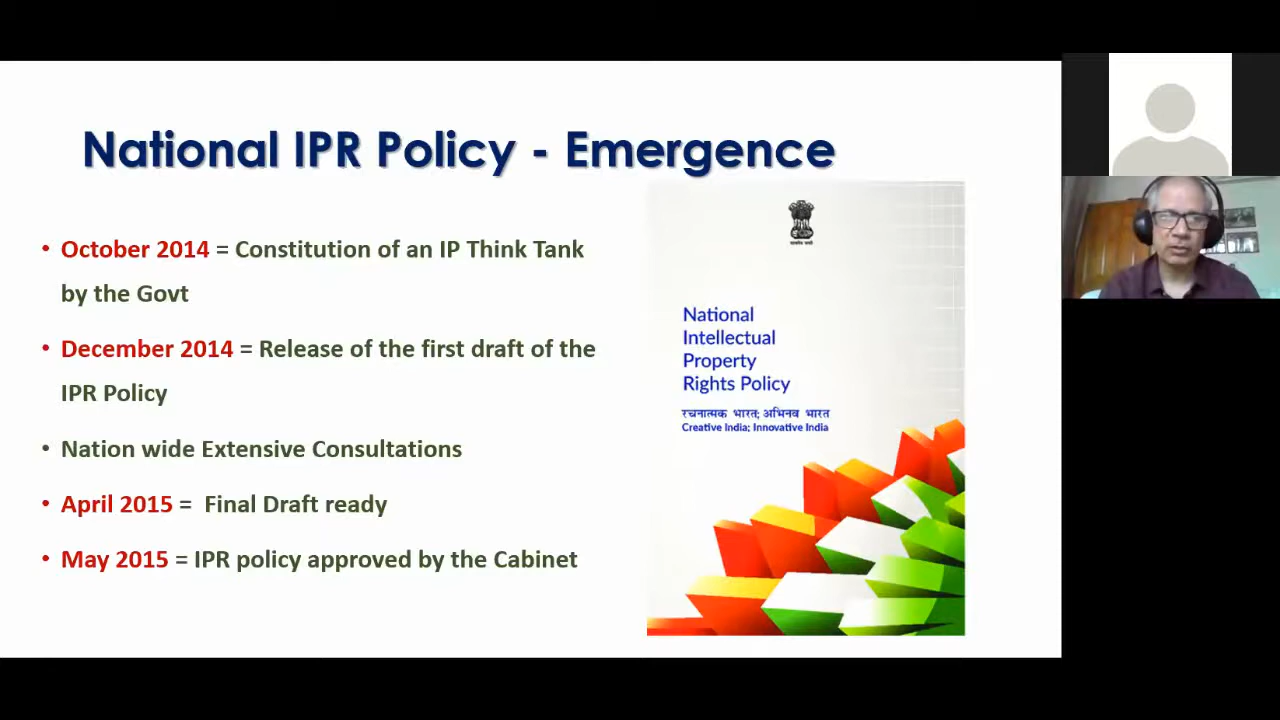 National IPR Policy - Emergence
• October 2014 = Constitution of an IP Think Tank
by the Govt
• December 2014 = Release of the first draft of the
IPR Policy
• Nation wide Extensive Consultations
• April 2015 = Final Draft ready
• May 2015 = IPR policy approved by the Cabinet
National
Intellectual
Property
Rights Policy
रचनात्मक भारत; अभिनव भारत
Creative India; Innovative India